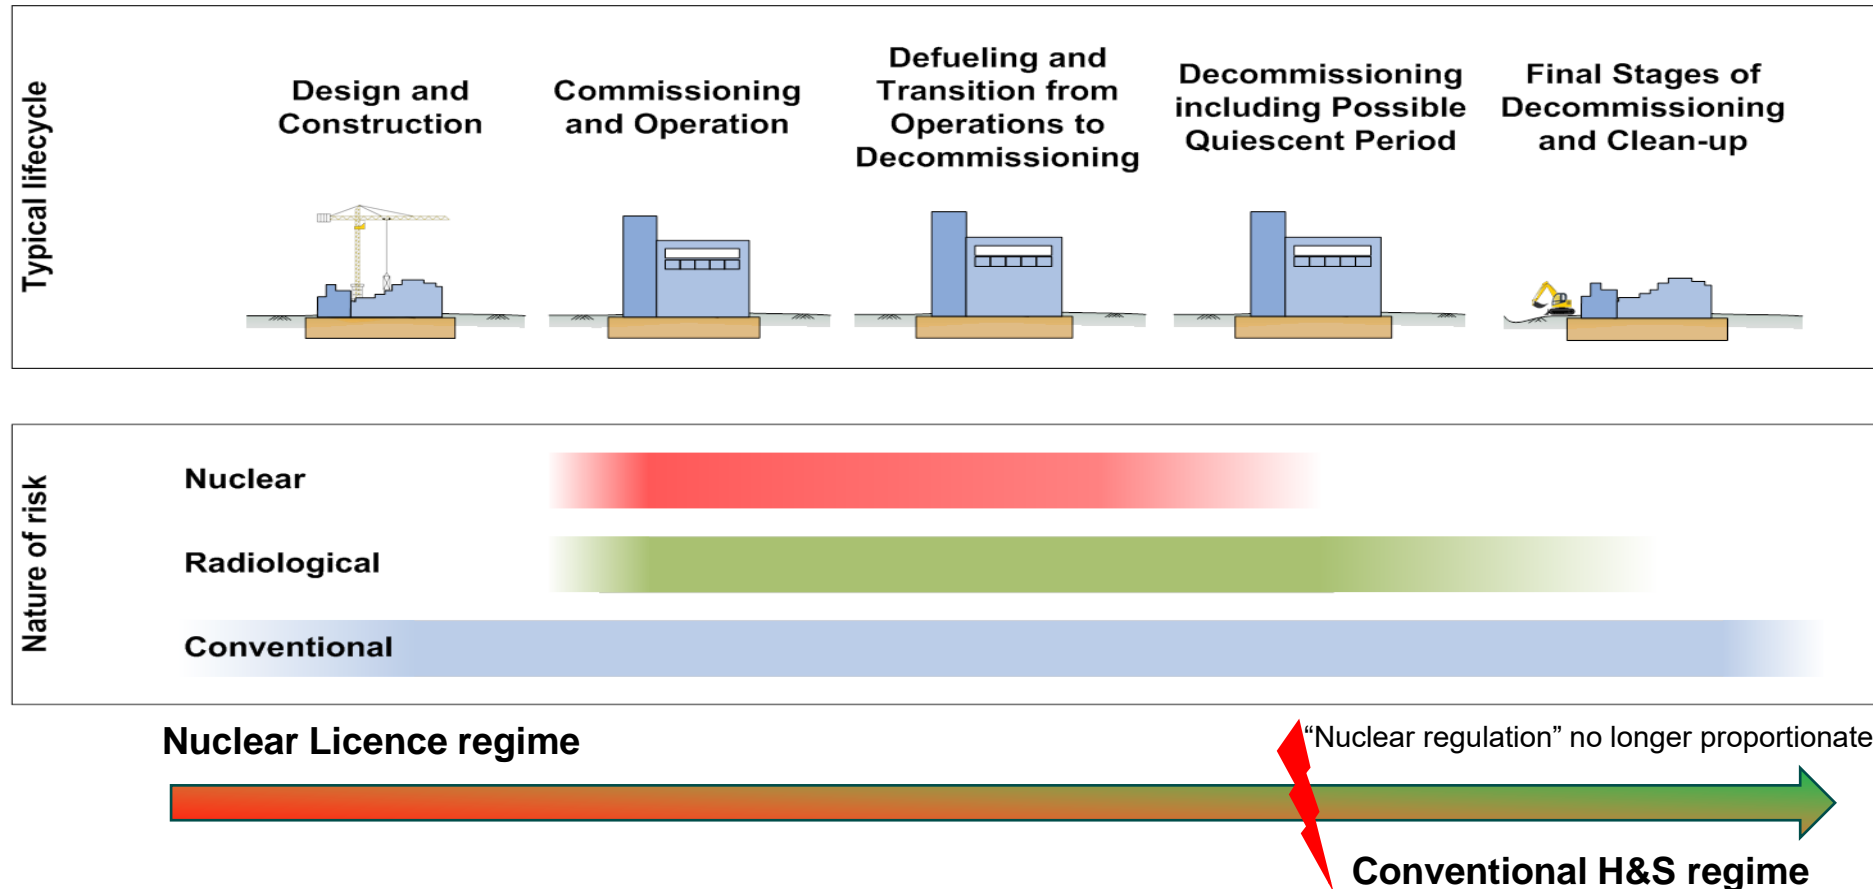 Typical lifecycle
Design and
Construction
Commissioning
and Operation
Defueling and
Transition from
Operations to
Decommissioning
Decommissioning
including Possible
Quiescent Period
Final Stages of
Decommissioning
and Clean-up
Nature of risk
Nuclear
Radiological
Conventional
Nuclear Licence regime
“Nuclear regulation” no longer proportionate
Conventional H&S regime